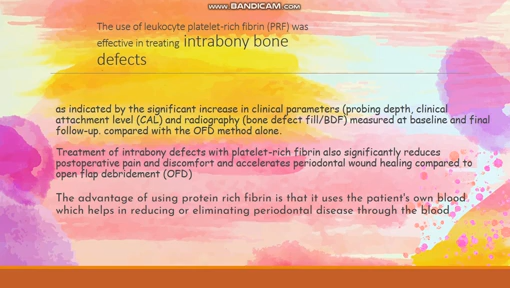 www.BANDICAM.com
The use of leukocyte platelet-rich fibrin (PRF) was
effective in treating intrabony bone
defects
as indicated by the significant increase in clinical parameters (probing depth, clinical
attachment level (CAL) and radiography (bone defect fill/BDF) measured at baseline and final
follow-up. compared with the OFD method alone.
Treatment of intrabony defects with platelet-rich fibrin also significantly reduces
postoperative pain and discomfort and accelerates periodontal wound healing compared to
open flap debridement (OFD)
The advantage of using protein rich fibrin is that it uses the patient's own blood
which helps in reducing or eliminating periodontal disease through the blood